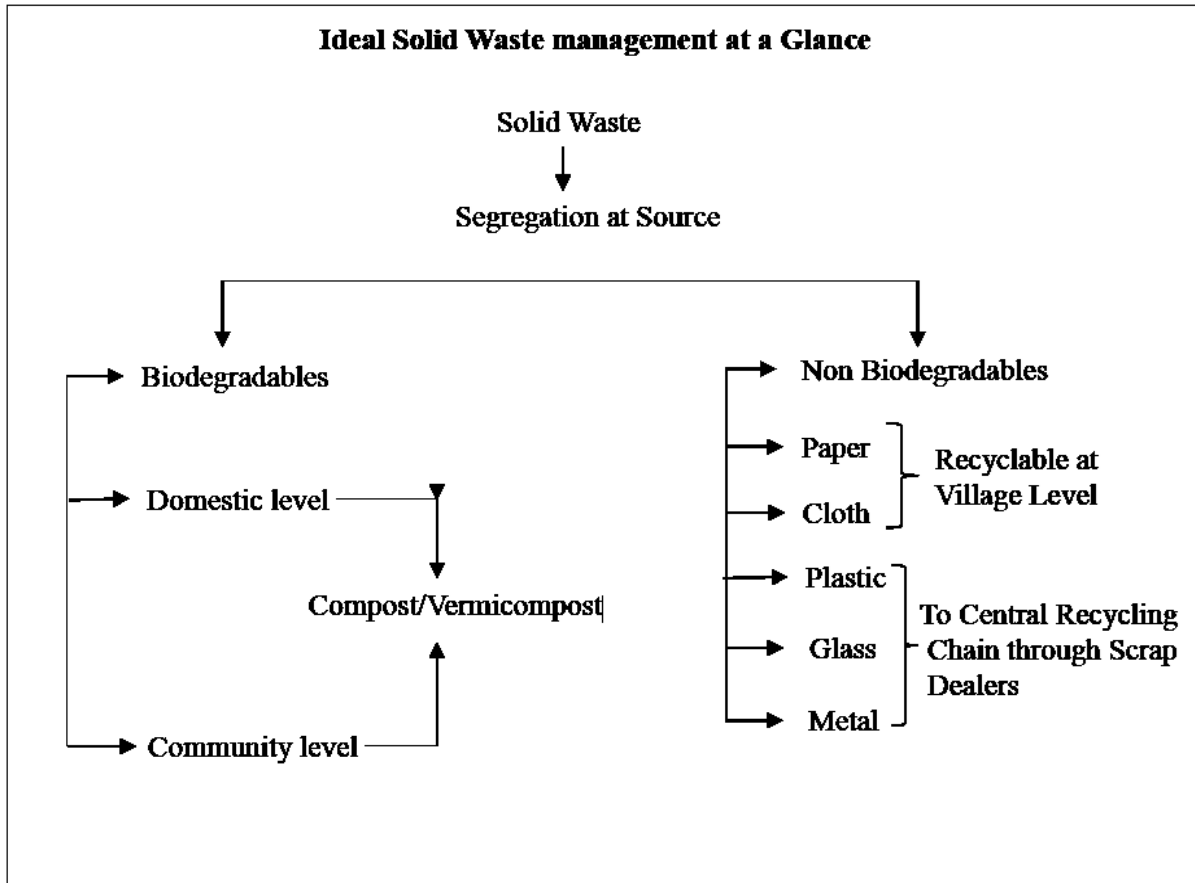 Ideal Solid Waste management at a Glance
Solid Waste
Segregation at Source
Biodegradables
Domestic level
Compost/Vermicompost
Community level
Non Biodegradables
Paper
Cloth
Recyclable at
Village Level
Plastic
Glass
Metal
To Central Recycling
Chain through Scrap
Dealers